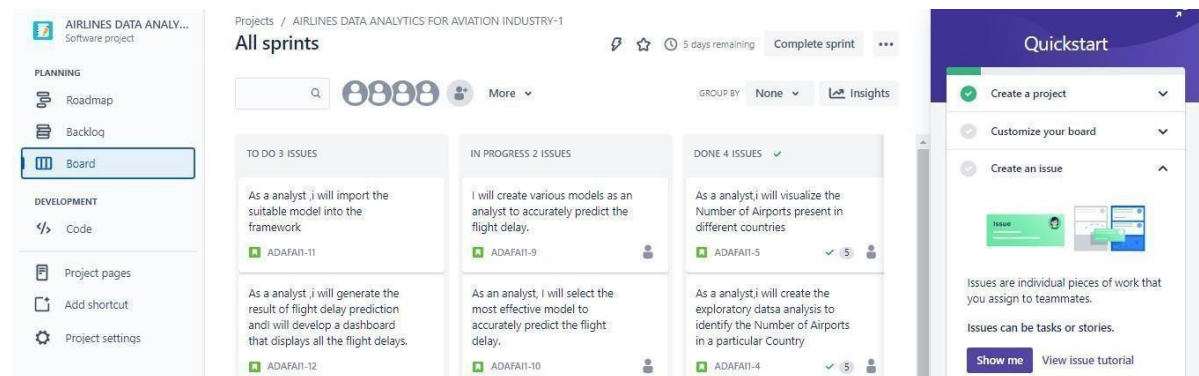 AIRLINES DATA ANALY...
Software project
PLANNING
Roadmap
Backlog
Board
DEVELOPMENT
Code
Project pages
Add shortcut
Project settings
Projects / AIRLINES DATA ANALYTICS FOR AVIATION INDUSTRY-1
All sprints
5 days remaining
Complete sprint
More
GROUP BY None
Insights
TO DO 3 ISSUES
As a analyst ,i will import the
suitable model into the
framework
ADAFAI1-11
As a analyst ,i will generate the
result of flight delay prediction
andI will develop a dashboard
that displays all the flight delays.
ADAFAI1-12
IN PROGRESS 2 ISSUES
I will create various models as an
analyst to accurately predict the
flight delay.
ADAFAI1-9
As an analyst, I will select the
most effective model to
accurately predict the flight
delay.
ADAFAI1-10
DONE 4 ISSUES
As a analyst,i will visualize the
Number of Airports present in
different countries
ADAFAI1-5
5
As a analyst,i will create the
exploratory datsa analysis to
identify the Number of Airports
in a particular Country
ADAFAI1-4
5
Quickstart
Create a project
Customize your board
Create an issue
Issue
Issues are individual pieces of work that
you assign to teammates.
Issues can be tasks or stories.
Show me
View issue tutorial